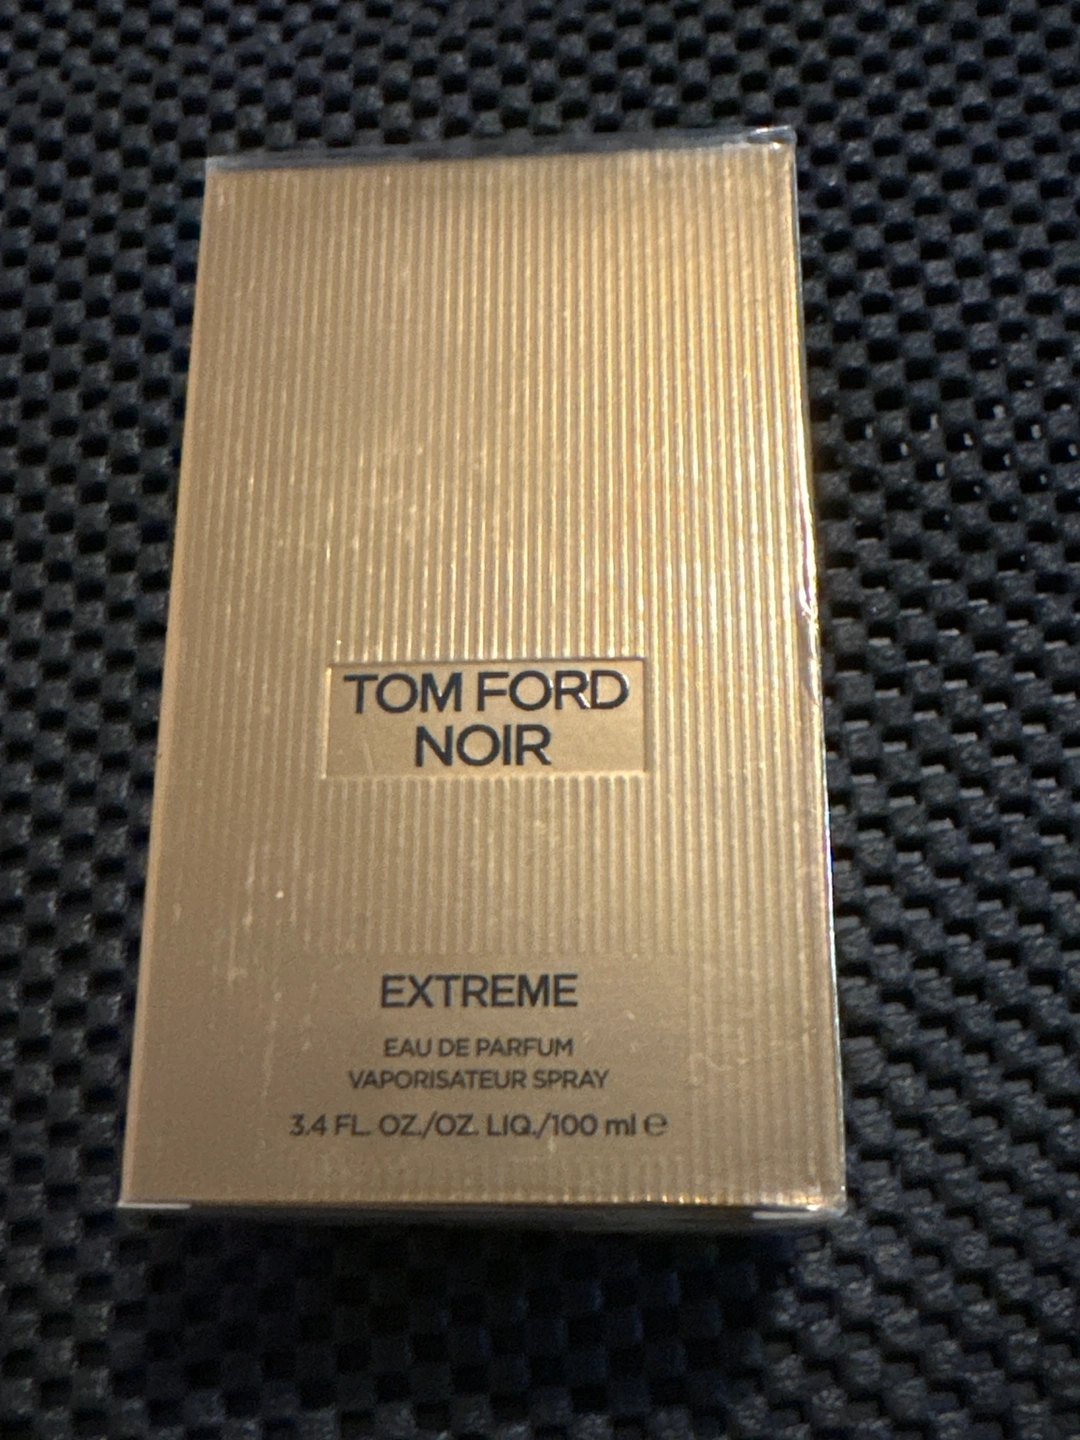 TOM FORD
NOIR
EXTREME
EAU DE PARFUM
VAPORISATEUR SPRAY
3.4 FL. OZ./OZ. LIQ./100 ml ℮